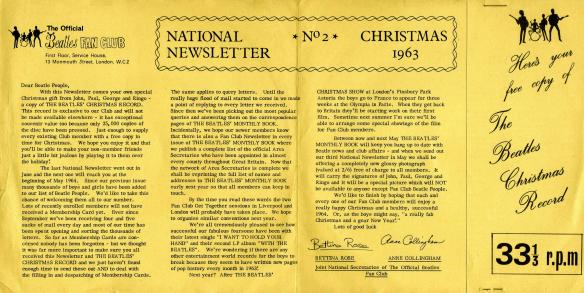 The Official
Beatles FAN CLUB
First Floor, Service House,
13 Monmouth Street, London, W.C.2
NATIONAL
NEWSLETTER
* No 2 *
CHRISTMAS
1963
Dear Beatle People,
With this Newsletter comes your own special
Christmas gift from John, Paul, George and Ringo -
a copy of THE BEATLES' CHRISTMAS RECORD.
This record is exclusive to our Club and will not
be made available elsewhere - it has exceptional
souvenir value too because only 25,000 copies of
the disc have been pressed. Just enough to supply
every existing Club member with a free copy in
time for Christmas. We hope you enjoy it and that
you'll be able to make your non-member friends
just a little bit jealous by playing it to them over
the holiday!
The last National Newsletter went out in
June and the next one will reach you at the
beginning of May 1964. Since our previous issue
many thousands of boys and girls have been added
to our list of Beatle People. We'd like to take this
chance of welcoming them all to our number.
Lots of recently enrolled members will not have
received a Membership Card yet. Ever since
September we've been receiving four and five
sacks of mail every day and most of our time has
been spent opening and sorting the thousands of
letters. So far as Membership Cards are con-
cerned nobody has been forgotten - but we thought
it was far more important to make sure you all
received this Newsletter and THE BEATLES'
CHRISTMAS RECORD and we just haven't found
enough time to send these out AND to deal with
the filling in and despatching of Membership Cards.
The same applies to query letters. Until the
really huge flood of mail started to come in we made
a point of replying to every letter we received.
Since then we've been picking out the most popular
queries and answering them on the correspondence
pages of THE BEATLES' MONTHLY BOOK.
Incidentally, we hope our newer members know
that there is also a Fan Club Newsletter in every
issue of THE BEATLES' MONTHLY BOOK where
we publish a complete list of the official Area
Secretaries who have been appointed in almost
every county throughout Great Britain. Now that
the network of Area Secretaries is complete we
shall be repeating the full list of names and
addresses in THE BEATLES' MONTHLY BOOK
early next year so that all members can keep in
touch.
By the time you read these words the two
Fan Club Get Together sessions in Liverpool and
London will probably have taken place. We hope
to organise similar conventions next year.
We're all tremendously pleased to see how
successful our fabulous foursome have been with
their latest single "I WANT TO HOLD YOUR
HAND" and their second LP album "WITH THE
BEATLES". We're wondering if there are any
other entertainment world records for the boys to
break because they seem to have written new pages
of pop history every month in 1963!
Next year? After THE BEATLES'
CHRISTMAS SHOW at London's Finsbury Park
Astoria the boys go to France to appear for three
weeks at the Olympia in Paris. When they get back
to Britain they'll be starting work on their first
film. Sometime next Summer I'm sure we'll be
able to arrange some special showings of the film
for Fan Club members.
Between now and next May THE BEATLES'
MONTHLY BOOK will keep you bang up to date with
Beatle news and club affairs - and when we send out
our third National Newsletter in May we shall be
offering a completely new glossy photograph
(valued at 2/6) free of charge to all members. It
will carry the signatures of John, Paul, George and
Ringo and it will be a special picture which will NOT
be available to anyone except Fan Club Beatle People.
We'd like to finish by hoping that each and
every one of our Fan Club members will enjoy a
really happy Christmas and a healthy, successful
1964. Or, as the boys might say, "a really fab
Christmas and a gear New Year!"
Lots of good luck
Bettina Rose
Anne Collingham
BETTINA ROSE
ANNE COLLINGHAM
Joint National Secretaries of The Official Beatles
Fan Club
Here's your
free copy of
The
Beatles
Christmas
Record
33 1/3 r.p.m